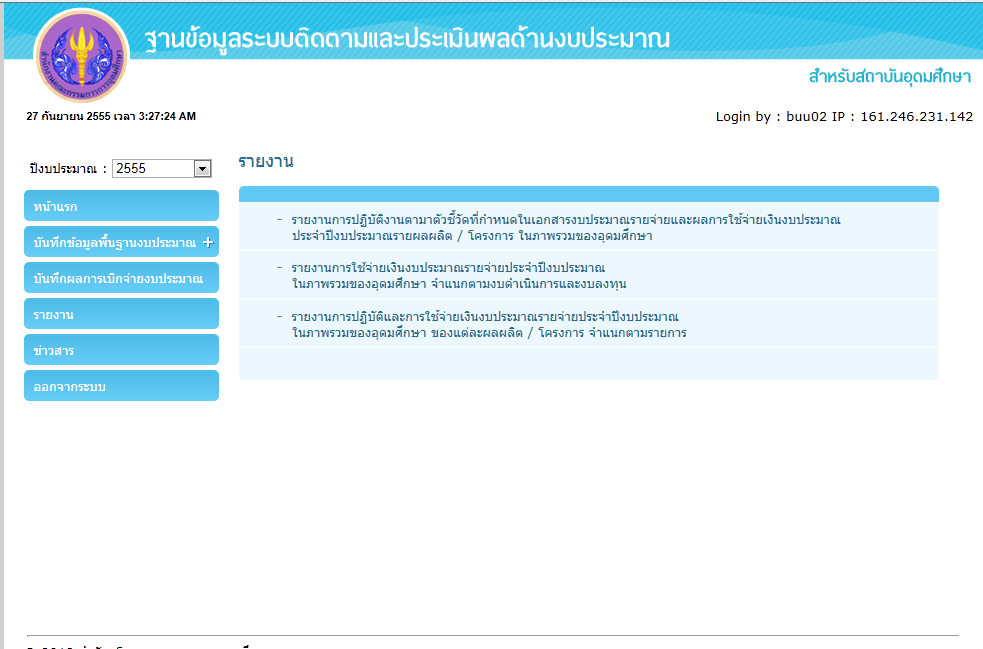 ฐานข้อมูลระบบติดตามและประเมินผลด้านงบประมาณ
สำหรับสถาบันอุดมศึกษา
27 กันยายน 2555 เวลา 3:27:24 AM
Login by : buu02 IP : 161.246.231.142
ปีงบประมาณ : 2555
รายงาน
หน้าแรก
บันทึกข้อมูลพื้นฐานงบประมาณ +
บันทึกผลการเบิกจ่ายงบประมาณ
รายงาน
ข่าวสาร
ออกจากระบบ
- รายงานการปฏิบัติงานตามาตัวชี้วัดที่กำหนดในเอกสารงบประมาณรายจ่ายและผลการใช้จ่ายเงินงบประมาณ
ประจำปีงบประมาณรายผลผลิต / โครงการ ในภาพรวมของอุดมศึกษา
- รายงานการใช้จ่ายเงินงบประมาณรายจ่ายประจำปีงบประมาณ
ในภาพรวมของอุดมศึกษา จำแนกตามงบดำเนินการและงบลงทุน
- รายงานการปฏิบัติและการใช้จ่ายเงินงบประมาณรายจ่ายประจำปีงบประมาณ
ในภาพรวมของอุดมศึกษา ของแต่ละผลผลิต / โครงการ จำแนกตามรายการ